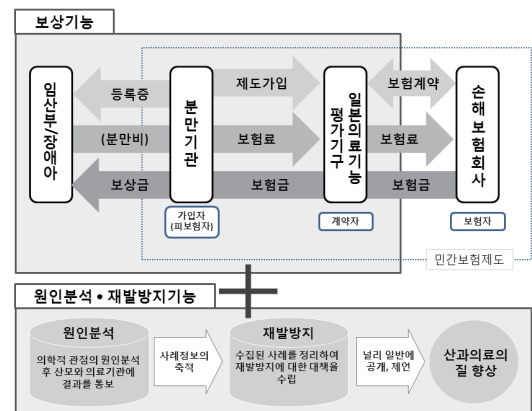 보상기능
임산부/장애아
분만기관
일본의료기능
평가기구
손해보험회사
등록증
제도가입
보험계약
(분만비)
보험료
보험료
보상금
보험금
보험금
가입자
(피보험자)
계약자
보험자
민간보험제도
원인분석 • 재발방지기능
원인분석
의학적 관점의 원인분석
후 산모와 의료기관에
결과를 통보
사례정보의
축적
재발방지
수집된 사례를 정리하여
재발방지에 대한 대책을
수립
널리 일반에
공개, 제언
산과의료의
질 향상